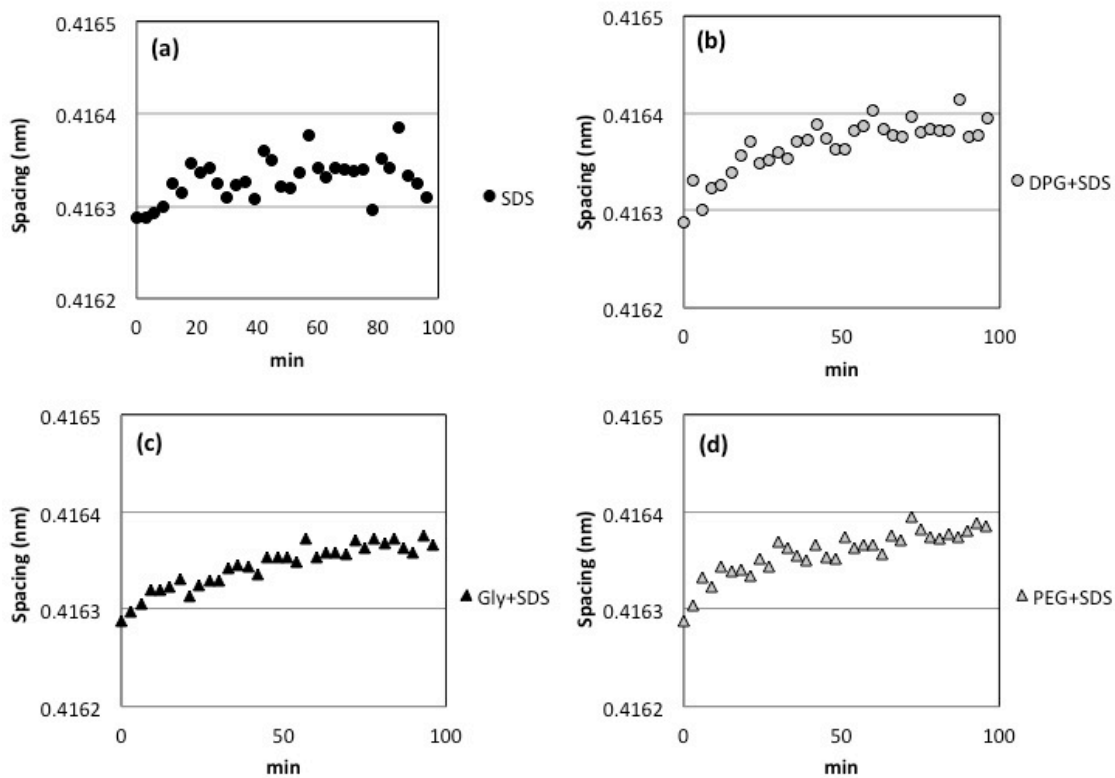 (a)
Spacing (nm)
0.4165
0.4164
0.4163
0.4162
0 20 40 60 80 100
min
SDS
(b)
Spacing (nm)
0.4165
0.4164
0.4163
0.4162
0 50 100
min
DPG+SDS
(c)
Spacing (nm)
0.4165
0.4164
0.4163
0.4162
0 50 100
min
Gly+SDS
(d)
Spacing (nm)
0.4165
0.4164
0.4163
0.4162
0 50 100
min
PEG+SDS